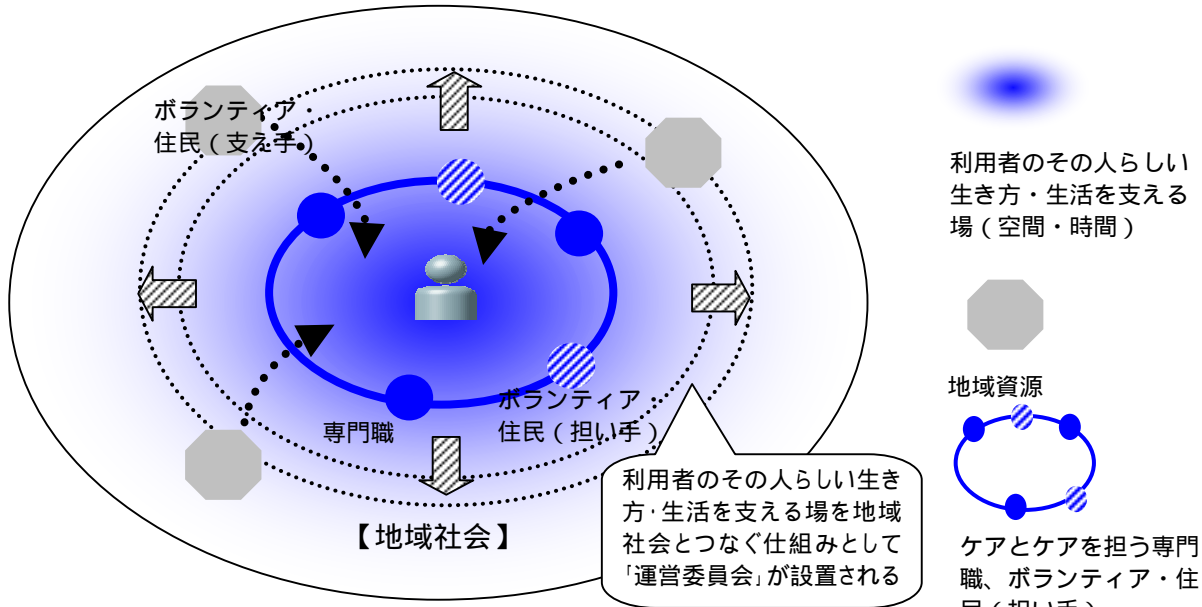 ボランティア・
住民（支え手）
専門職
ボランティア・
住民（担い手）
【地域社会】
利用者のその人らしい生き
方・生活を支える場を地域
社会とつなぐ仕組みとして
「運営委員会」が設置される
利用者のその人らしい
生き方・生活を支える
場（空間・時間）
地域資源
ケアとケアを担う専門
職、ボランティア・住
民（担い手）